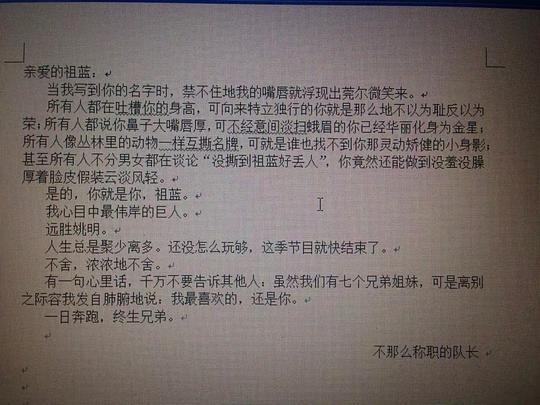 亲爱的祖蓝：
当我写到你的名字时，禁不住地我的嘴唇就浮现出莞尔微笑来。
所有人都在吐槽你的身高，可向来特立独行的你就是那么地不以为耻反以为
荣；所有人都说你鼻子大嘴唇厚，可不经意间淡扫蛾眉的你已经华丽化身为金星；
所有人像丛林里的动物一样互撕名牌，可就是谁也找不到你那灵动矫健的小身影；
甚至所有人不分男女都在谈论“没撕到祖蓝好丢人”，你竟然还能做到没羞没臊
厚着脸皮假装云淡风轻。
是的，你就是你，祖蓝。
我心目中最伟岸的巨人。
远胜姚明。
人生总是聚少离多。还没怎么玩够，这季节目就快结束了。
不舍，浓浓地不舍。
有一句心里话，千万不要告诉其他人：虽然我们有七个兄弟姐妹，可是离别
之际容我发自肺腑地说：我最喜欢的，还是你。
一日奔跑，终生兄弟。
不那么称职的队长